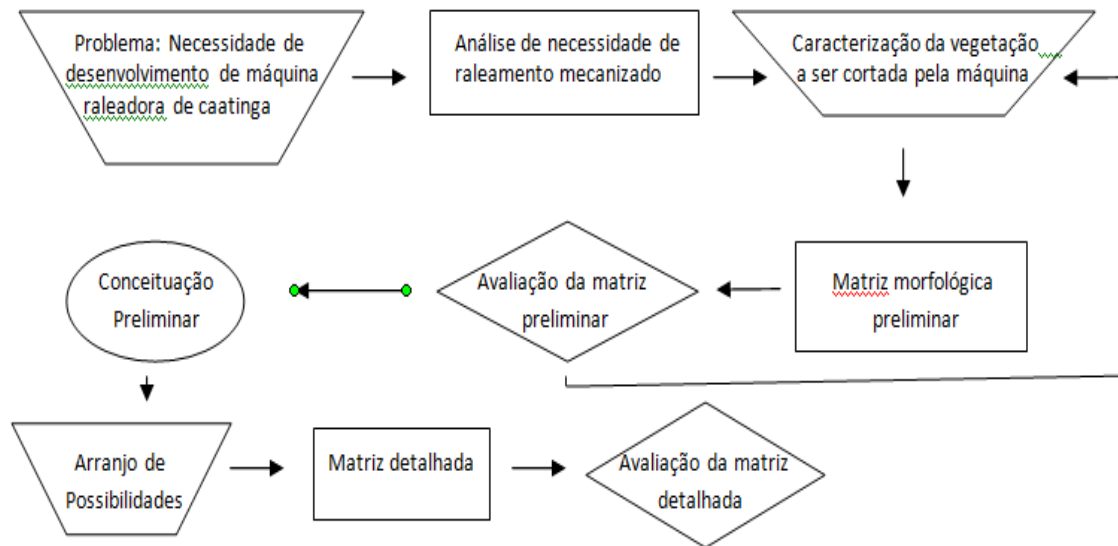 Problema: Necessidade de
desenvolvimento de máquina
raleadora de caatinga
Análise de necessidade de
raleamento mecanizado
Caracterização da vegetação
a ser cortada pela máquina
Matriz morfológica
preliminar
Avaliação da matriz
preliminar
Conceituação
Preliminar
Arranjo de
Possibilidades
Matriz detalhada
Avaliação da matriz
detalhada